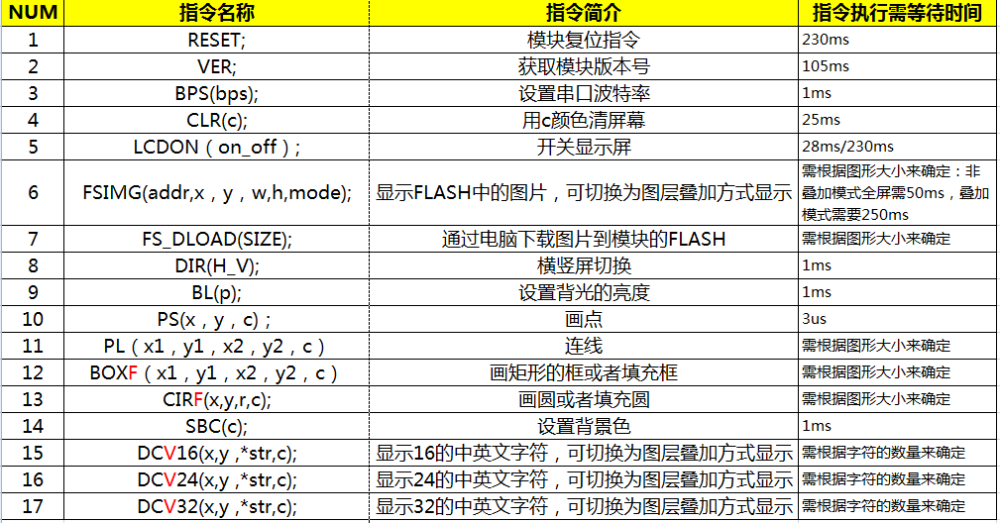 NUM 指令名称 指令简介 指令执行需等待时间
1 RESET; 模块复位指令 230ms
2 VER; 获取模块版本号 105ms
3 BPS(bps); 设置串口波特率 1ms
4 CLR(c); 用c颜色清屏幕 25ms
5 LCDON（on_off）; 开关显示屏 28ms/230ms
6 FSIMG(addr,x，y，w,h,mode); 显示FLASH中的图片，可切换为图层叠加方式显示 需根据图形大小来确定：非
叠加模式全屏需50ms，叠加
模式需要250ms
7 FS_DLOAD(SIZE); 通过电脑下载图片到模块的FLASH 需根据图形大小来确定
8 DIR(H_V); 横竖屏切换 1ms
9 BL(p); 设置背光的亮度 1ms
10 PS(x，y，c)； 画点 3us
11 PL（x1，y1，x2，y2，c） 连线 需根据图形大小来确定
12 BOXF（x1，y1，x2，y2，c） 画矩形的框或者填充框 需根据图形大小来确定
13 CIRF(x,y,r,c); 画圆或者填充圆 需根据图形大小来确定
14 SBC(c); 设置背景色 1ms
15 DCV16(x,y ,*str,c); 显示16的中英文字符，可切换为图层叠加方式显示 需根据字符的数量来确定
16 DCV24(x,y ,*str,c); 显示24的中英文字符，可切换为图层叠加方式显示 需根据字符的数量来确定
17 DCV32(x,y ,*str,c); 显示32的中英文字符，可切换为图层叠加方式显示 需根据字符的数量来确定